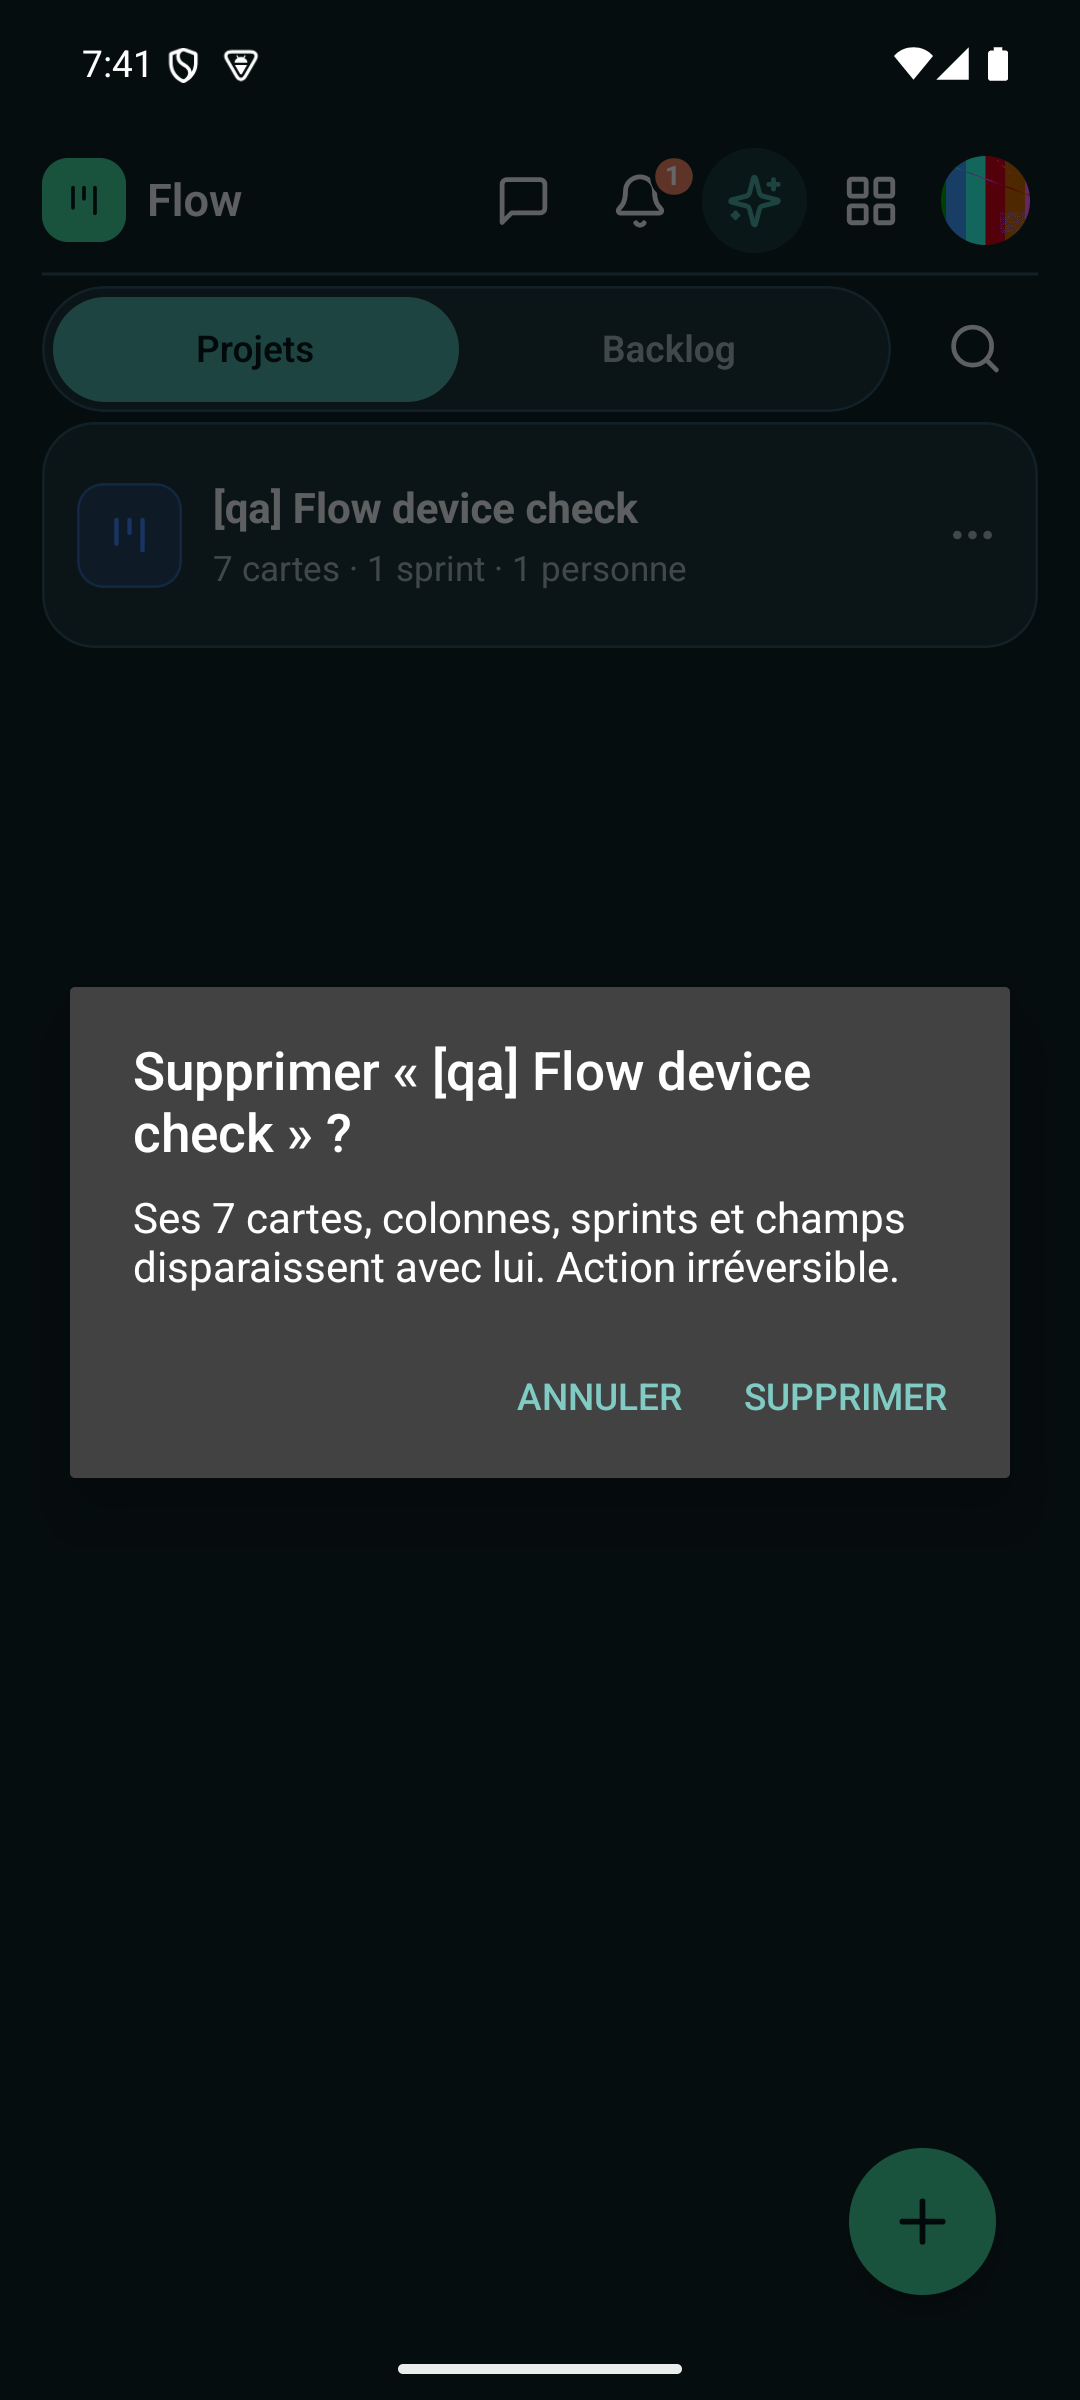 7:41
Flow
1
Projets
Backlog
[qa] Flow device check
7 cartes · 1 sprint · 1 personne
Supprimer « [qa] Flow device
check » ?
Ses 7 cartes, colonnes, sprints et champs
disparaissent avec lui. Action irréversible.
ANNULER
SUPPRIMER